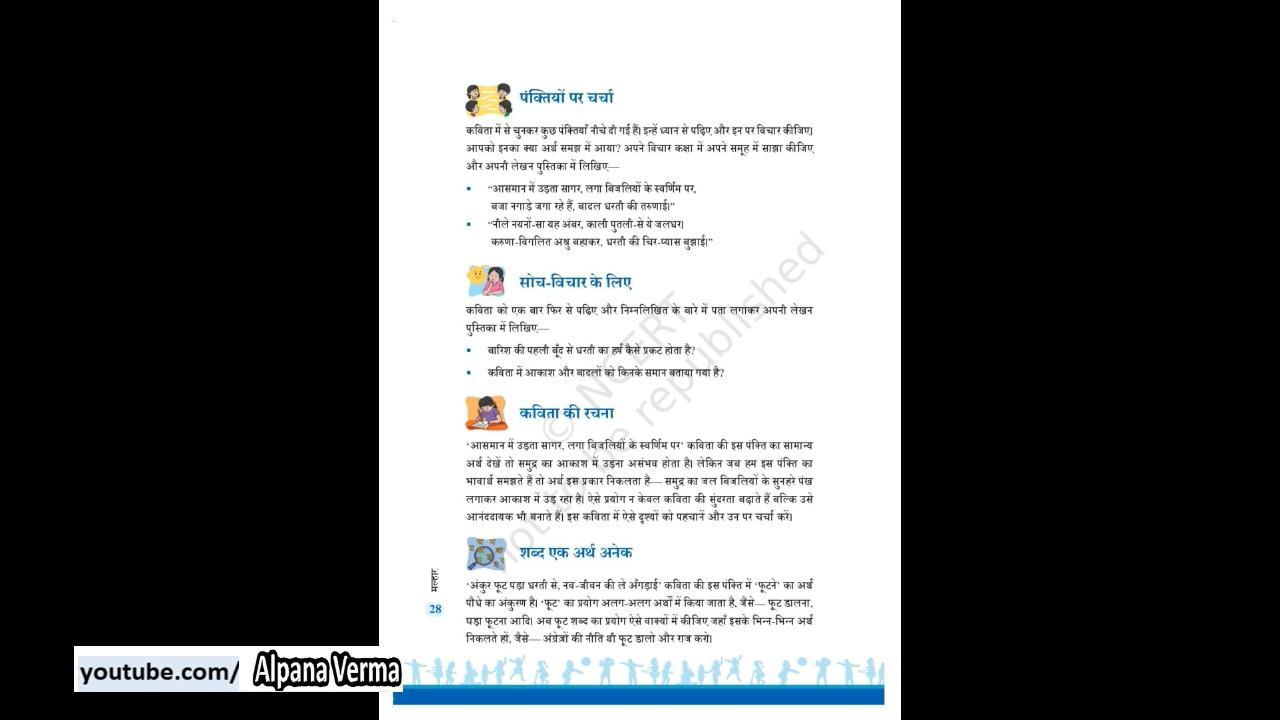 पंक्तियों पर चर्चा
कविता में से चुनकर कुछ पंक्तियाँ नीचे दी गई हैं। इन्हें ध्यान से पढ़िए और इन पर विचार कीजिए।
आपको इनका क्या अर्थ समझ में आया? अपने विचार कक्षा में अपने समूह में साझा कीजिए
और अपनी लेखन पुस्तिका में लिखिए—
▪ “आसमान में उड़ता सागर, लगा बिजलियों के स्वर्णिम पर,
बजा नगाड़े जगा रहे हैं, बादल धरती की तरुणाई।”
▪ “नीले नयनों-सा यह अंबर, काली पुतली-से ये जलधर।
करुणा-विगलित अश्रु बहाकर, धरती की चिर-प्यास बुझाई।”
सोच-विचार के लिए
कविता को एक बार फिर से पढ़िए और निम्नलिखित के बारे में पता लगाकर अपनी लेखन
पुस्तिका में लिखिए—
▪ बारिश की पहली बूँद से धरती का हर्ष कैसे प्रकट होता है?
▪ कविता में आकाश और बादलों को किनके समान बताया गया है?
कविता की रचना
‘आसमान में उड़ता सागर, लगा बिजलियों के स्वर्णिम पर’ कविता की इस पंक्ति का सामान्य
अर्थ देखें तो समुद्र का आकाश में उड़ना असंभव होता है। लेकिन जब हम इस पंक्ति का
भावार्थ समझते हैं तो अर्थ इस प्रकार निकलता है— समुद्र का जल बिजलियों के सुनहरे पंख
लगाकर आकाश में उड़ रहा है। ऐसे प्रयोग न केवल कविता की सुंदरता बढ़ाते हैं बल्कि उसे
आनंददायक भी बनाते हैं। इस कविता में ऐसे दृश्यों को पहचानें और उन पर चर्चा करें।
शब्द एक अर्थ अनेक
‘अंकुर फूट पड़ा धरती से, नव-जीवन की ले अँगड़ाई’ कविता की इस पंक्ति में ‘फूटने’ का अर्थ
पौधे का अंकुरण है। ‘फूट’ का प्रयोग अलग-अलग अर्थों में किया जाता है, जैसे— फूट डालना,
घड़ा फूटना आदि। अब फूट शब्द का प्रयोग ऐसे वाक्यों में कीजिए जहाँ इसके भिन्न-भिन्न अर्थ
निकलते हों, जैसे— अंग्रेज़ों की नीति थी फूट डालो और राज करो।
मल्हार
28
© NCERT
not to be republished
youtube.com/ Alpana Verma